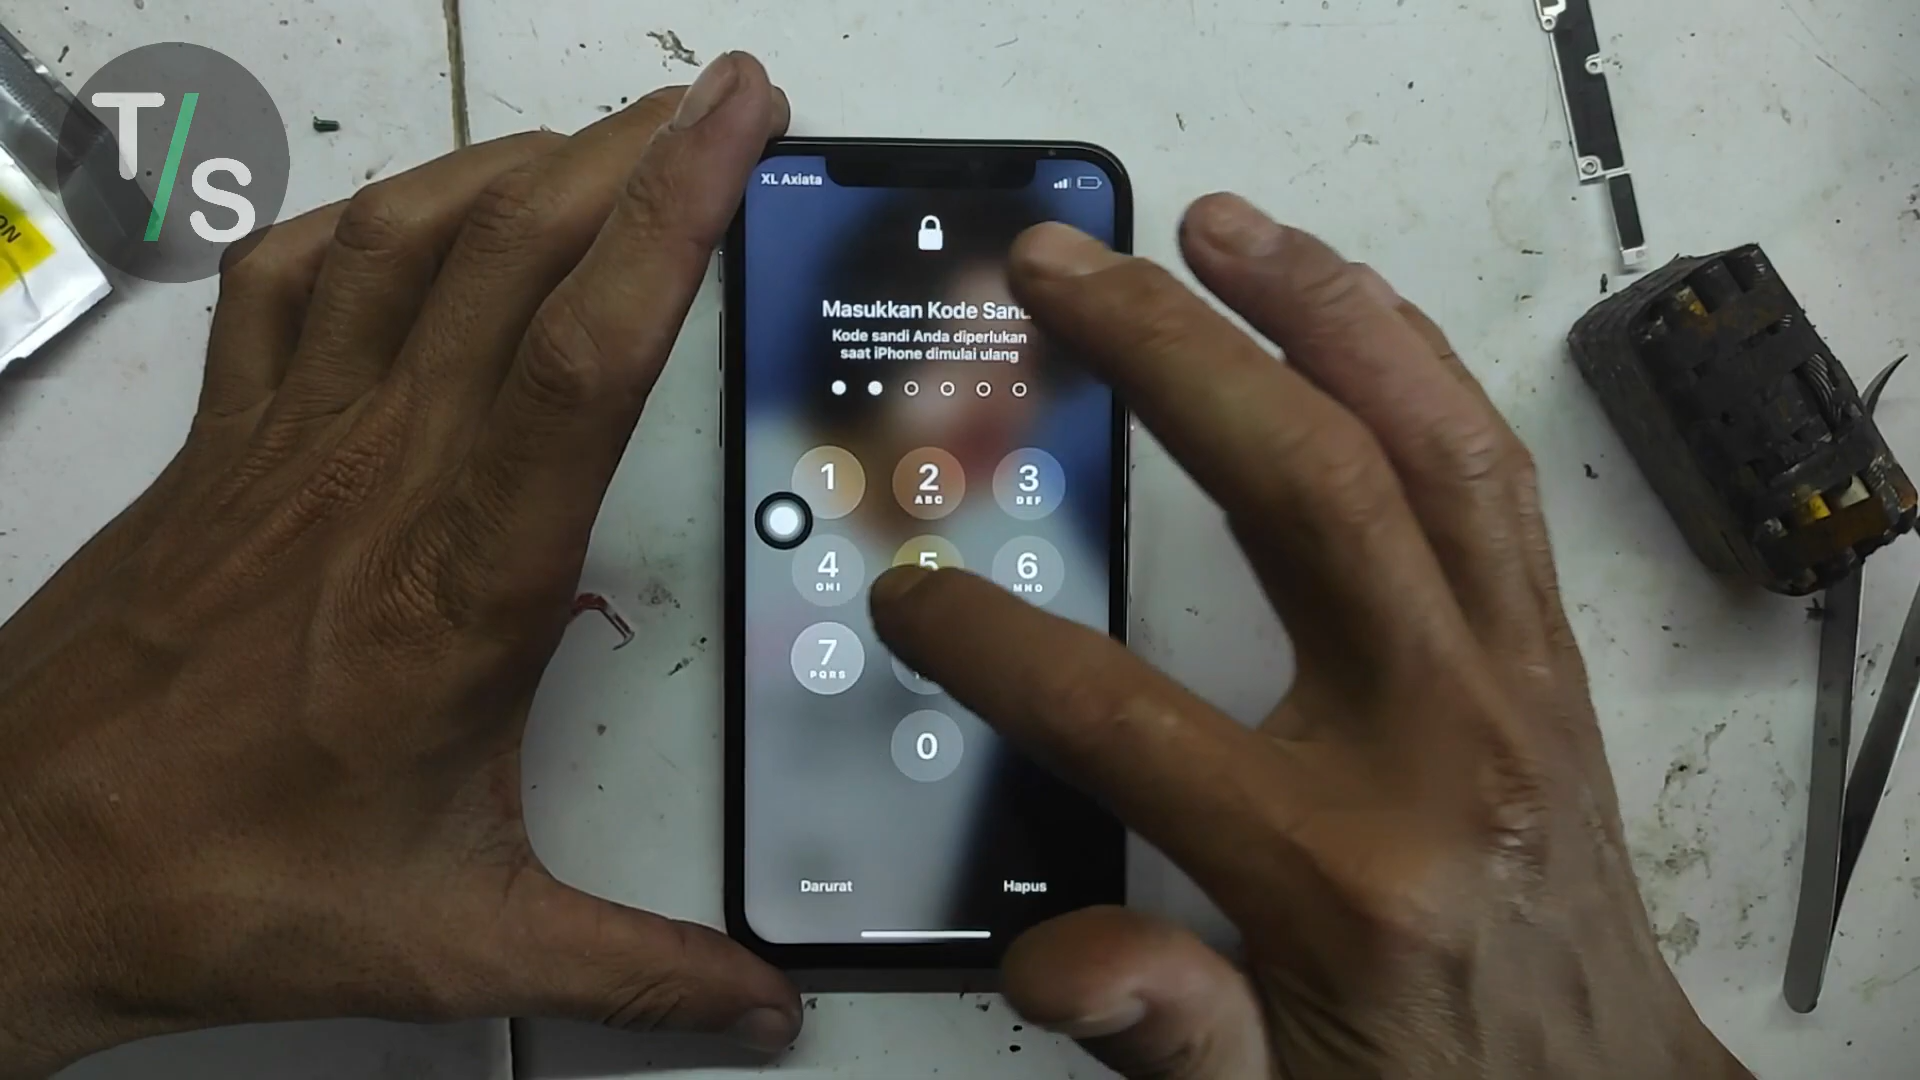 T/S
XL Axiata
Masukkan Kode
Kode sandi Anda diperlukan
saat iPhone dimulai ulang
1
2
ABC
3
DEF
4
GHI
5
6
MNO
7
PQRS
0
Darurat
Hapus